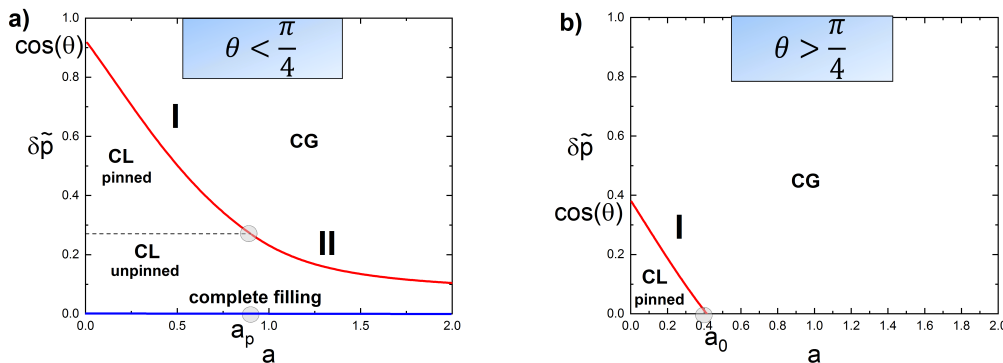 a)
θ < π/4
1.0
cos(θ)
0.8
I
0.6
CG
δp̃
CL
pinned
0.4
0.2
II
CL
unpinned
complete filling
0.0
0.0 0.5 1.0 1.5 2.0
aₚ
a
b)
θ > π/4
1.0
0.8
0.6
δp̃
CG
0.4
cos(θ)
I
0.2
CL
pinned
0.0
0.0 0.2 0.4 0.6 0.8 1.0 1.2 1.4 1.6 1.8 2.0
a₀
a